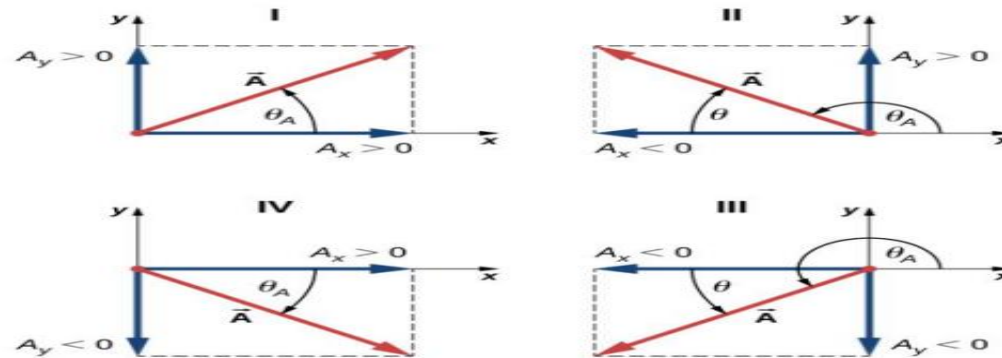 y I
A_y > 0
A⃗
θ_A
A_x > 0 x
II y
A_y > 0
A⃗
θ θ_A
A_x < 0 x
y IV
A_x > 0
x
θ_A
A⃗
A_y < 0
III y
A_x < 0 θ_A
x
θ
A⃗
A_y < 0